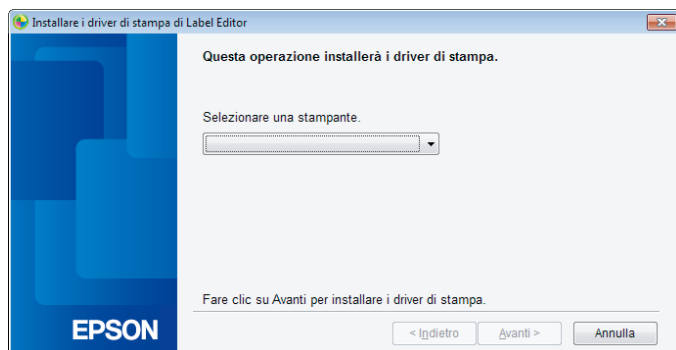 Installare i driver di stampa di Label Editor
Questa operazione installerà i driver di stampa.
Selezionare una stampante.
Fare clic su Avanti per installare i driver di stampa.
EPSON
< Indietro
Avanti >
Annulla